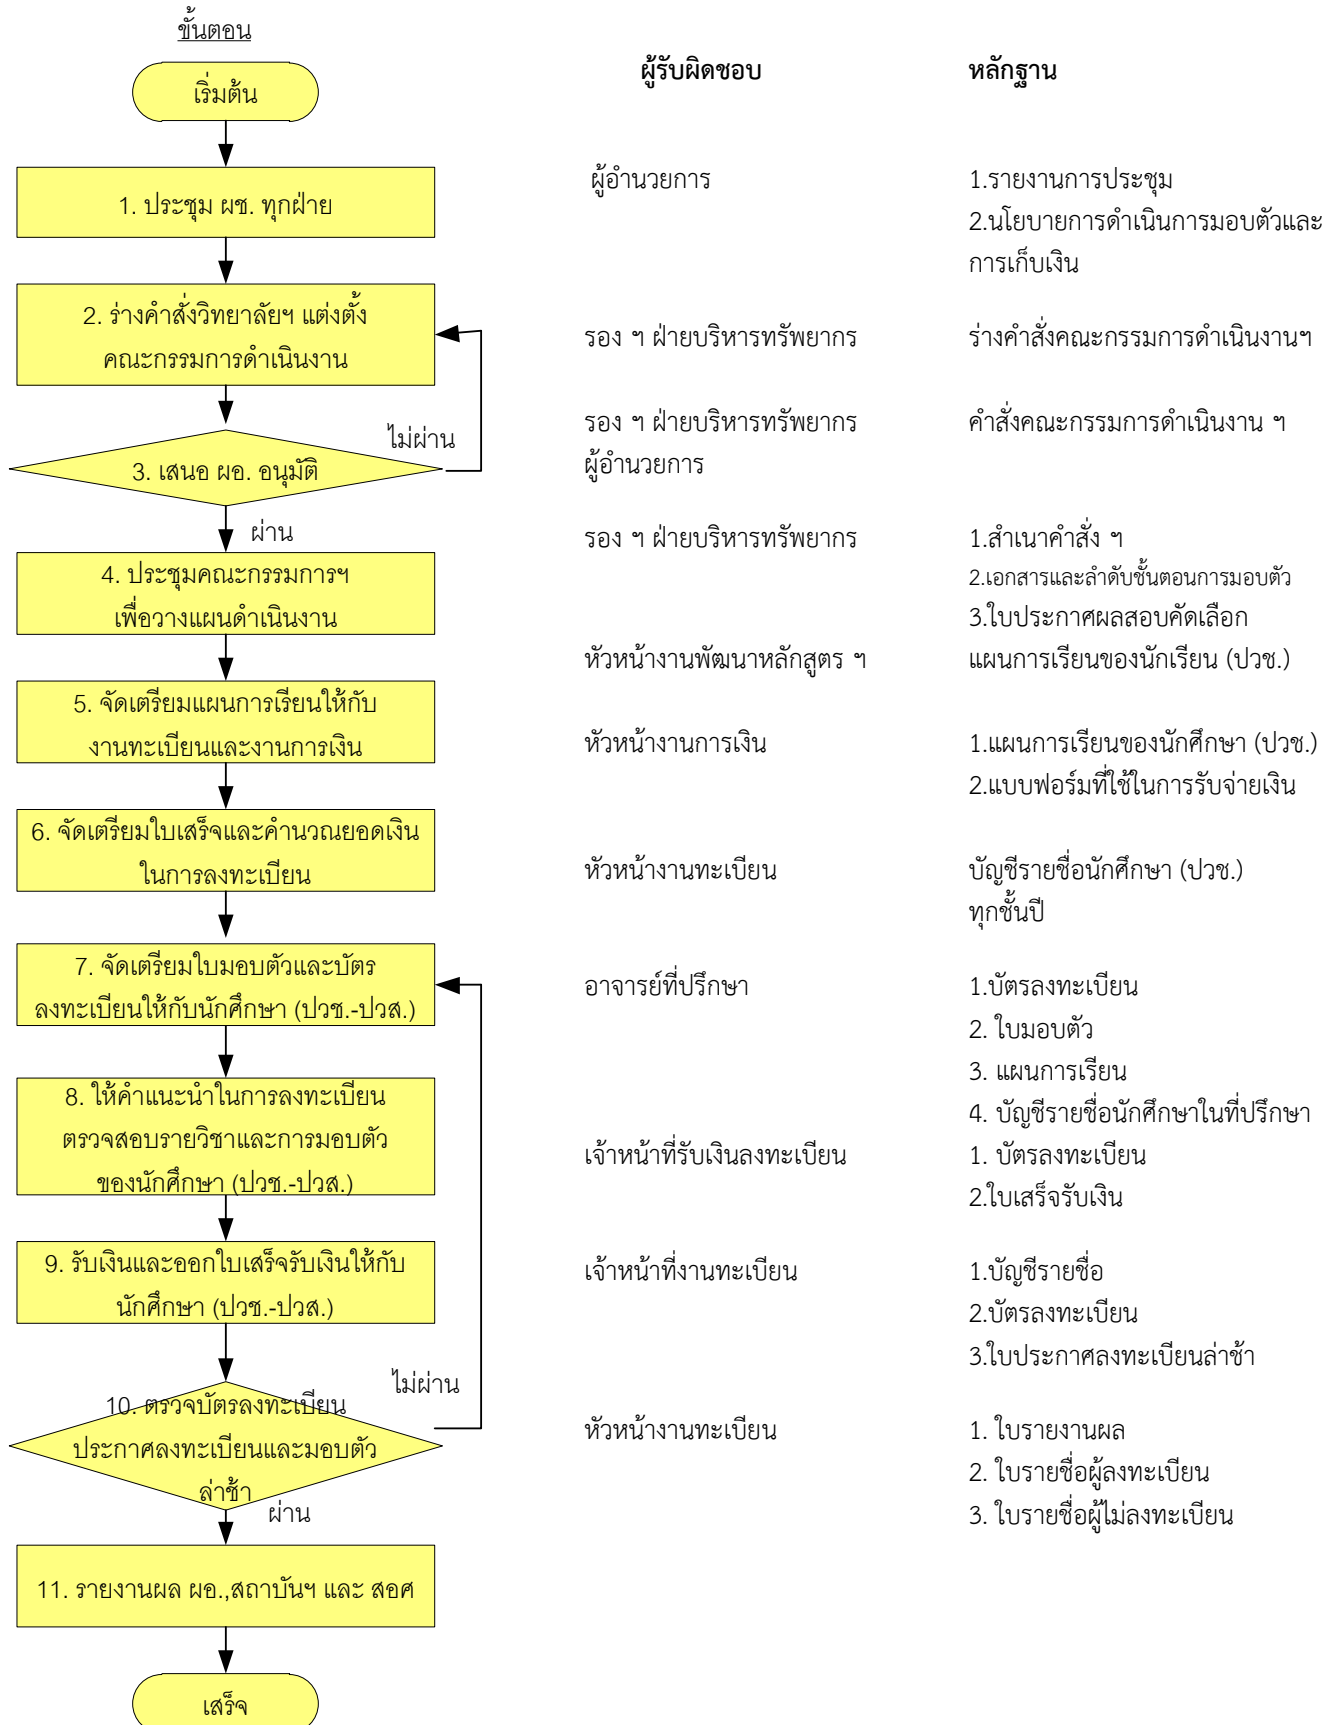 ขั้นตอน
ผู้รับผิดชอบ
หลักฐาน
เริ่มต้น
1. ประชุม ผช. ทุกฝ่าย
ผู้อำนวยการ
1.รายงานการประชุม
2.นโยบายการดำเนินการมอบตัวและ
การเก็บเงิน
2. ร่างคำสั่งวิทยาลัยฯ แต่งตั้ง
คณะกรรมการดำเนินงาน
รอง ฯ ฝ่ายบริหารทรัพยากร
ร่างคำสั่งคณะกรรมการดำเนินงานฯ
ไม่ผ่าน
3. เสนอ ผอ. อนุมัติ
รอง ฯ ฝ่ายบริหารทรัพยากร
ผู้อำนวยการ
คำสั่งคณะกรรมการดำเนินงาน ฯ
ผ่าน
4. ประชุมคณะกรรมการฯ
เพื่อวางแผนดำเนินงาน
รอง ฯ ฝ่ายบริหารทรัพยากร
1.สำเนาคำสั่ง ฯ
2.เอกสารและลำดับชั้นตอนการมอบตัว
3.ใบประกาศผลสอบคัดเลือก
5. จัดเตรียมแผนการเรียนให้กับ
งานทะเบียนและงานการเงิน
หัวหน้างานพัฒนาหลักสูตร ฯ
แผนการเรียนของนักเรียน (ปวช.)
6. จัดเตรียมใบเสร็จและคำนวณยอดเงิน
ในการลงทะเบียน
หัวหน้างานการเงิน
1.แผนการเรียนของนักศึกษา (ปวช.)
2.แบบฟอร์มที่ใช้ในการรับจ่ายเงิน
7. จัดเตรียมใบมอบตัวและบัตร
ลงทะเบียนให้กับนักศึกษา (ปวช.-ปวส.)
หัวหน้างานทะเบียน
บัญชีรายชื่อนักศึกษา (ปวช.)
ทุกชั้นปี
8. ให้คำแนะนำในการลงทะเบียน
ตรวจสอบรายวิชาและการมอบตัว
ของนักศึกษา (ปวช.-ปวส.)
อาจารย์ที่ปรึกษา
1.บัตรลงทะเบียน
2. ใบมอบตัว
3. แผนการเรียน
4. บัญชีรายชื่อนักศึกษาในที่ปรึกษา
9. รับเงินและออกใบเสร็จรับเงินให้กับ
นักศึกษา (ปวช.-ปวส.)
เจ้าหน้าที่รับเงินลงทะเบียน
1. บัตรลงทะเบียน
2.ใบเสร็จรับเงิน
ไม่ผ่าน
10. ตรวจบัตรลงทะเบียน
ประกาศลงทะเบียนและมอบตัว
ล่าช้า
เจ้าหน้าที่งานทะเบียน
1.บัญชีรายชื่อ
2.บัตรลงทะเบียน
3.ใบประกาศลงทะเบียนล่าช้า
ผ่าน
11. รายงานผล ผอ.,สถาบันฯ และ สอศ
หัวหน้างานทะเบียน
1. ใบรายงานผล
2. ใบรายชื่อผู้ลงทะเบียน
3. ใบรายชื่อผู้ไม่ลงทะเบียน
เสร็จ